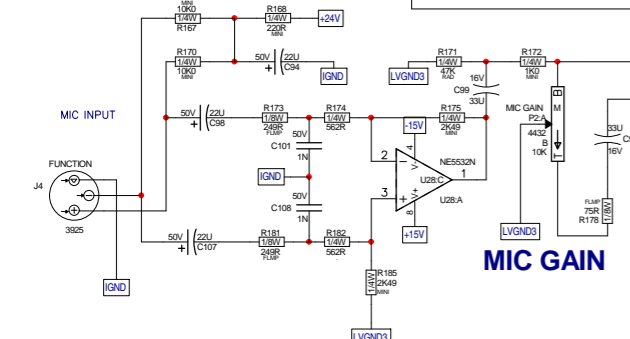 MINI
10K0
1/4W
R167
R168
1/4W
220R
MINI
+24V
R170
1/4W
10K0
MINI
50V
22U
C94
IGND
LVGND3
R171
1/4W
47K
RAD
16V
C99
33U
R172
1/4W
1K0
MINI
MIC INPUT
50V
22U
C98
R173
1/8W
249R
FLMP
R174
1/4W
562R
50V
C101
1N
-15V
R175
1/4W
2K49
MINI
MIC GAIN
P2:A
4432
B
10K
B
M
T
33U
16V
FUNCTION
J4
3925
IGND
50V
C108
1N
2
3
4
8
1
V-
V+
NE5532N
U28:C
U28:A
FLMP
75R
R178
1/8W
50V
22U
C107
R181
1/8W
249R
FLMP
R182
1/4W
562R
+15V
LVGND3
MIC GAIN
IGND
R185
1/4W
2K49
MINI
LVGND3